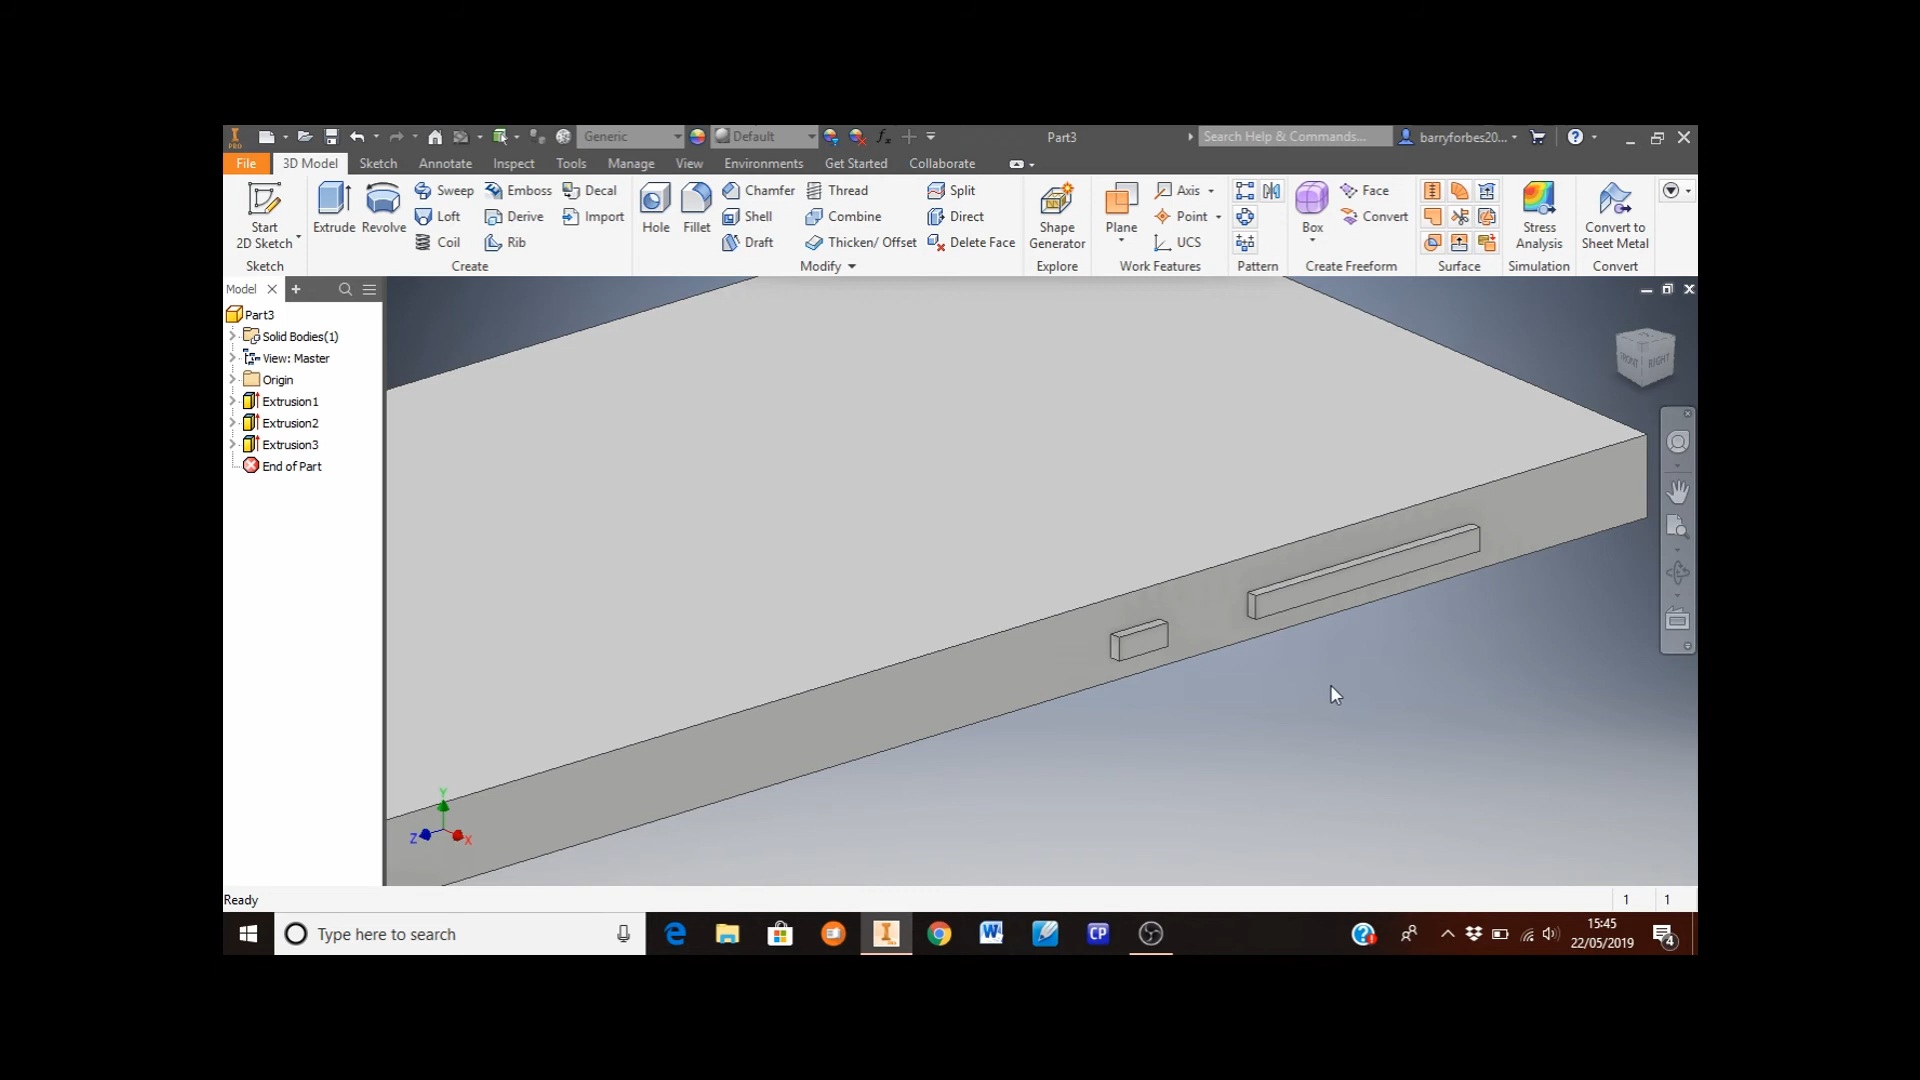 PRO Generic Default Part3 Search Help & Commands... barryforbes20...
File 3D Model Sketch Annotate Inspect Tools Manage View Environments Get Started Collaborate
Start 2D Sketch
Sketch
Extrude Revolve
Sweep Emboss Decal
Loft Derive Import
Coil Rib
Create
Hole Fillet
Chamfer Thread Split
Shell Combine Direct
Draft Thicken/ Offset Delete Face
Modify
Shape Generator
Explore
Plane
Axis
Point
UCS
Work Features
Pattern
Box
Face
Convert
Create Freeform
Surface
Stress Analysis
Simulation
Convert to Sheet Metal
Convert
Model
Part3
Solid Bodies(1)
View: Master
Origin
Extrusion1
Extrusion2
Extrusion3
End of Part
FRONT RIGHT
Y
Z X
Ready 1 1
Type here to search
CP
15:45
22/05/2019
4